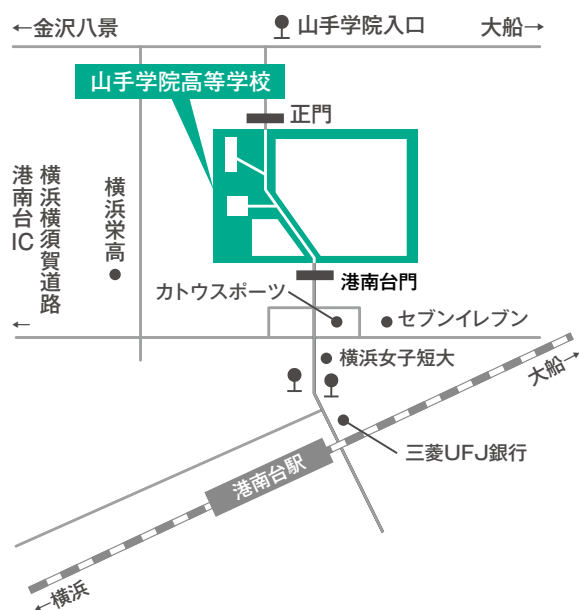 ←金沢八景
山手学院入口
大船→
山手学院高等学校
正門
横浜横須賀道路
港南台IC
←
横浜栄高
港南台門
カトウスポーツ
セブンイレブン
横浜女子短大
大船→
三菱UFJ銀行
港南台駅
←横浜